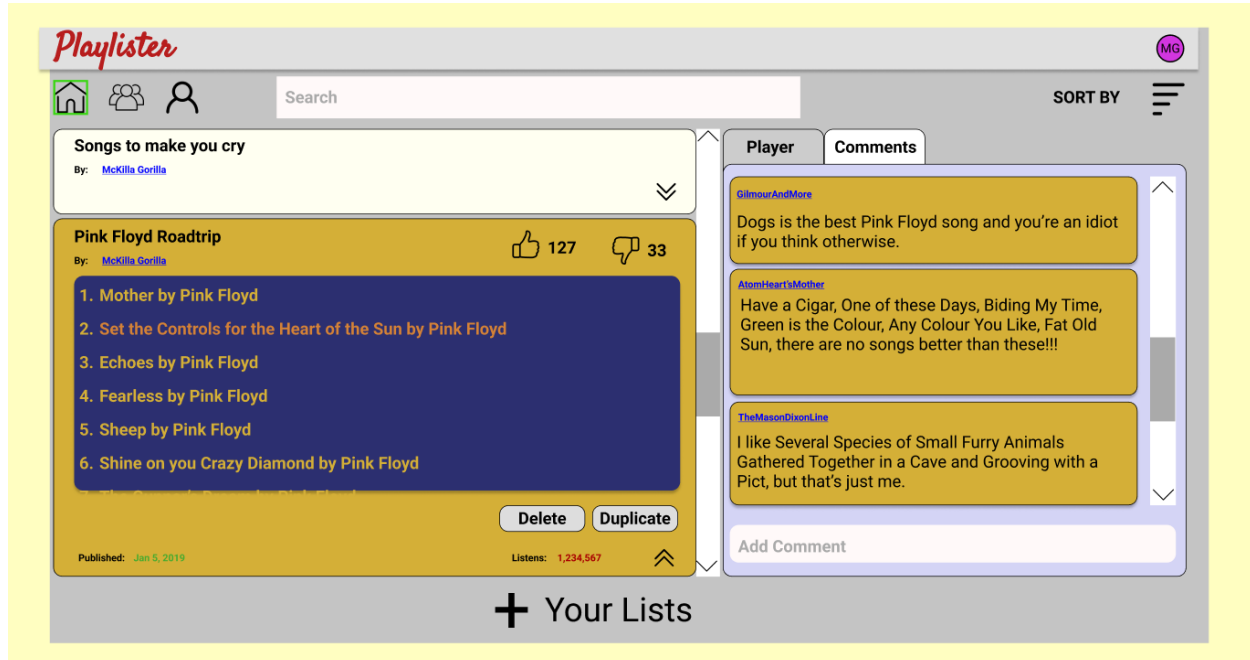 Playlister
MG
Search
SORT BY
Songs to make you cry
By: McKilla Gorilla
Pink Floyd Roadtrip
By: McKilla Gorilla
127
33
1. Mother by Pink Floyd
2. Set the Controls for the Heart of the Sun by Pink Floyd
3. Echoes by Pink Floyd
4. Fearless by Pink Floyd
5. Sheep by Pink Floyd
6. Shine on you Crazy Diamond by Pink Floyd
Delete
Duplicate
Published: Jan 5, 2019
Listens: 1,234,567
Player
Comments
GilmourAndMore
Dogs is the best Pink Floyd song and you're an idiot
if you think otherwise.
AtomHeart'sMother
Have a Cigar, One of these Days, Biding My Time,
Green is the Colour, Any Colour You Like, Fat Old
Sun, there are no songs better than these!!!
TheMasonDixonLine
I like Several Species of Small Furry Animals
Gathered Together in a Cave and Grooving with a
Pict, but that's just me.
Add Comment
+ Your Lists